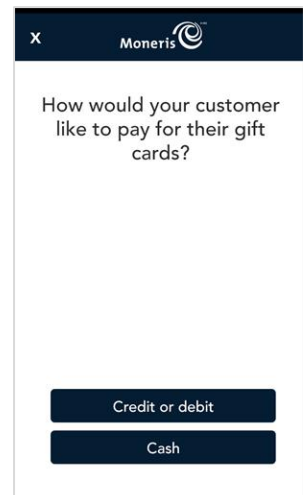 X
Moneris
How would your customer
like to pay for their gift
cards?
Credit or debit
Cash